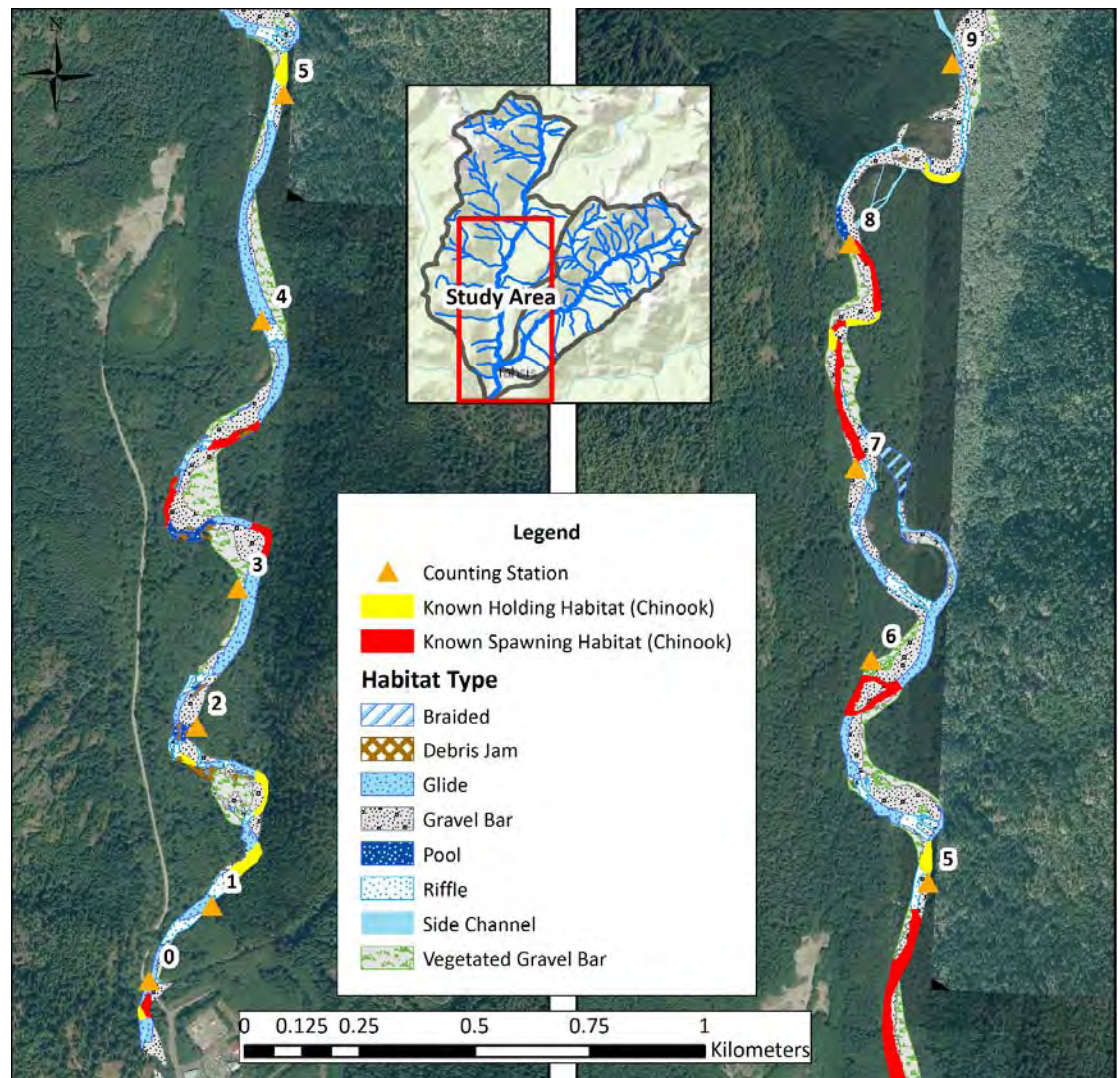 N
5
4
3
2
1
0
Study Area
9
8
7
6
5
Legend
Counting Station
Known Holding Habitat (Chinook)
Known Spawning Habitat (Chinook)
Habitat Type
Braided
Debris Jam
Glide
Gravel Bar
Pool
Riffle
Side Channel
Vegetated Gravel Bar
0 0.125 0.25 0.5 0.75 1
Kilometers